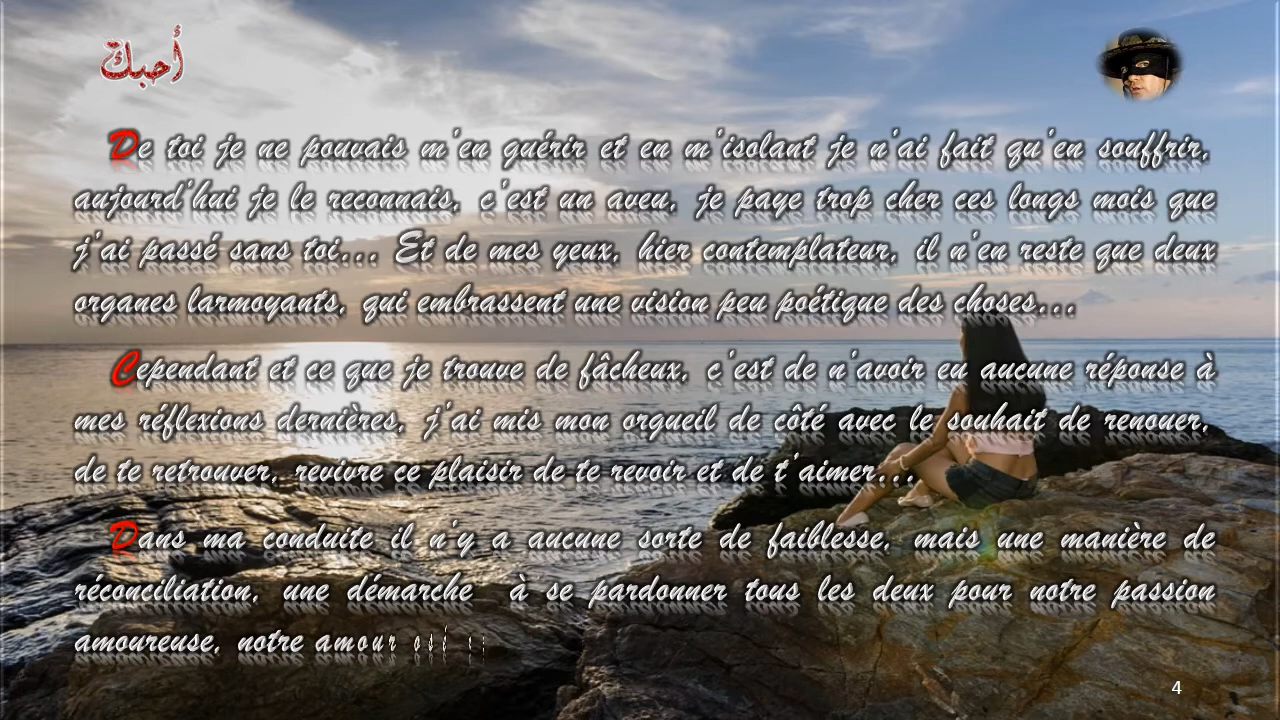 أحبك
De toi je ne pouvais m'en guérir et en m'isolant je n'ai fait qu'en souffrir,
aujourd'hui je le reconnais, c'est un aveu, je paye trop cher ces longs mois que
j'ai passé sans toi... Et de mes yeux, hier contemplateur, il n'en reste que deux
organes larmoyants, qui embrassent une vision peu poétique des choses...
Cependant et ce que je trouve de fâcheux, c'est de n'avoir eu aucune réponse à
mes réflexions dernières, j'ai mis mon orgueil de côté avec le souhait de renouer,
de te retrouver, revivre ce plaisir de te revoir et de t'aimer...
Dans ma conduite il n'y a aucune sorte de faiblesse, mais une manière de
réconciliation, une démarche à se pardonner tous les deux pour notre passion
amoureuse, notre amour
4